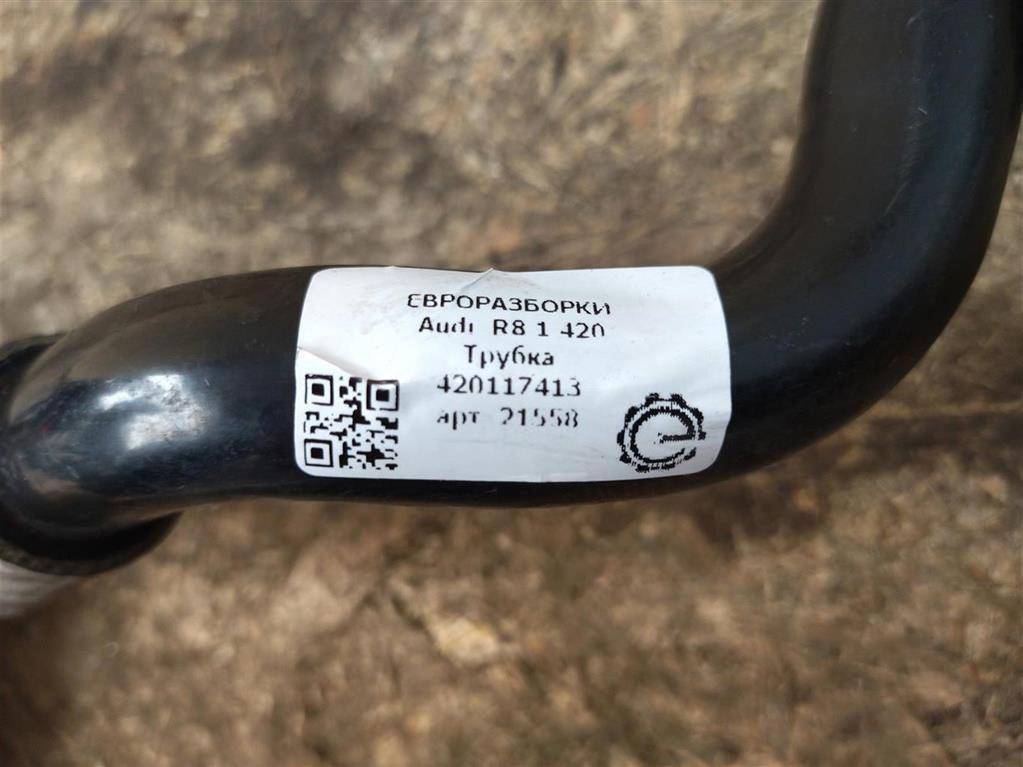 ЕВРОРАЗБОРКИ
Audi R8 1 420
Трубка
420117413
арт. 21558